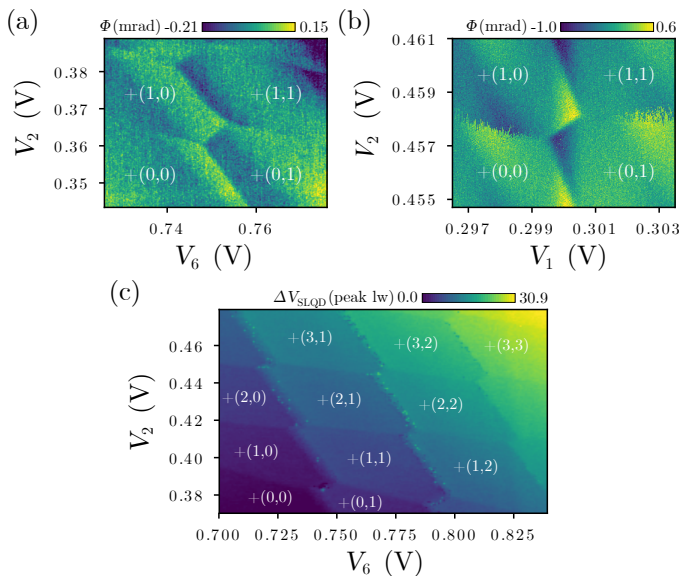 (a)
Φ(mrad) -0.21 0.15
V₂ (V)
0.38
0.37
0.36
0.35
+(1,0)
+(1,1)
+(0,0)
+(0,1)
0.74 0.76
V₆ (V)
(b)
Φ(mrad) -1.0 0.6
V₂ (V)
0.461
0.459
0.457
0.455
+(1,0)
+(1,1)
+(0,0)
+(0,1)
0.297 0.299 0.301 0.303
V₁ (V)
(c)
ΔV_SLQD(peak lw) 0.0 30.9
V₂ (V)
0.46
0.44
0.42
0.40
0.38
+(3,1)
+(3,2)
+(3,3)
+(2,0)
+(2,1)
+(2,2)
+(1,0)
+(1,1)
+(1,2)
+(0,0)
+(0,1)
0.700 0.725 0.750 0.775 0.800 0.825
V₆ (V)